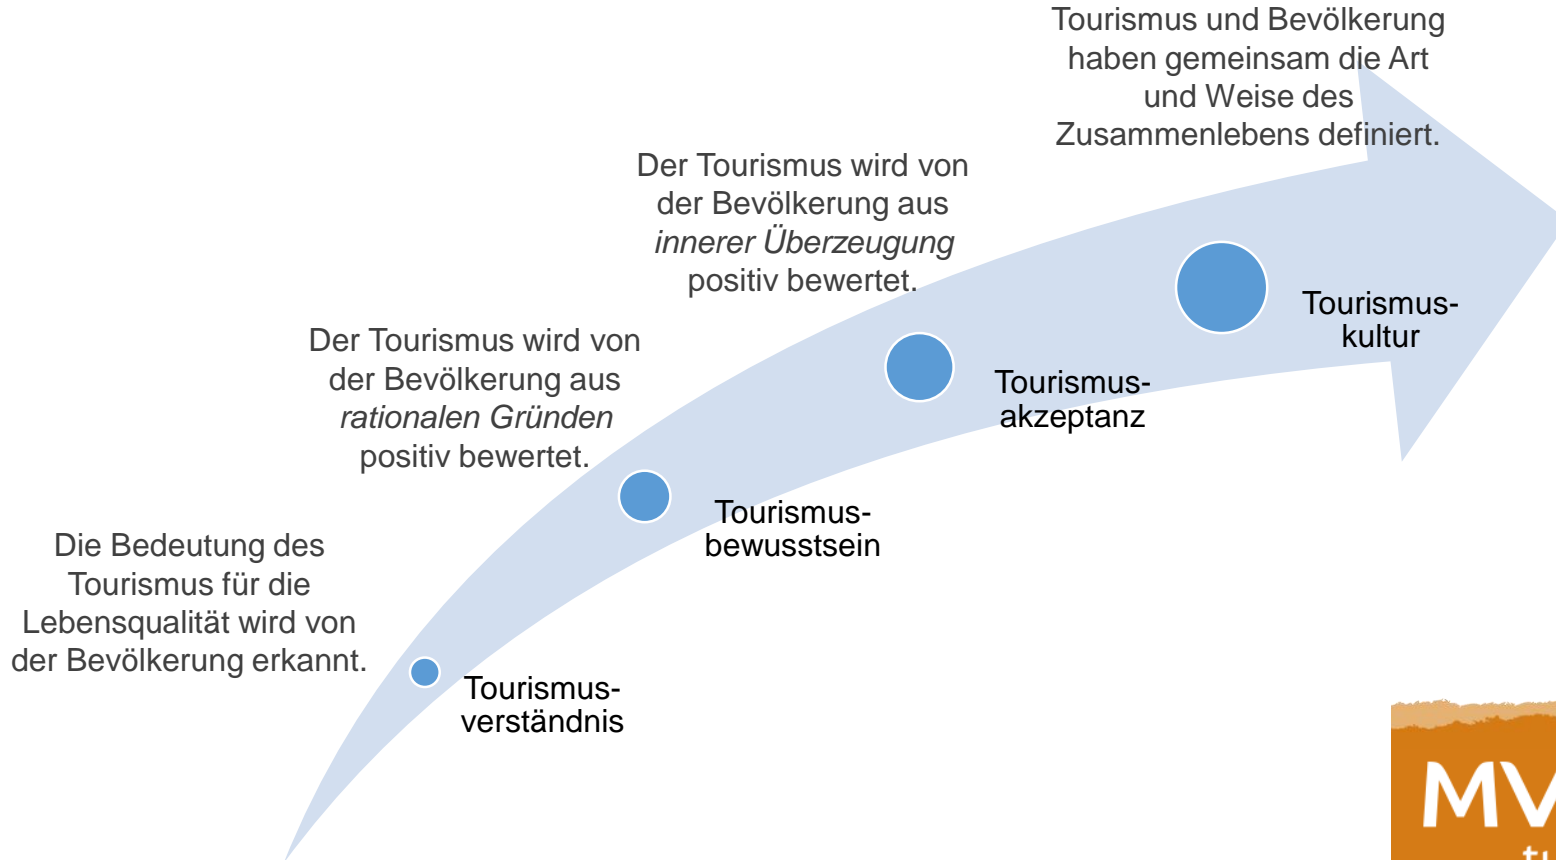 Tourismus und Bevölkerung
haben gemeinsam die Art
und Weise des
Zusammenlebens definiert.
Der Tourismus wird von
der Bevölkerung aus
innerer Überzeugung
positiv bewertet.
Tourismus-
kultur
Der Tourismus wird von
der Bevölkerung aus
rationalen Gründen
positiv bewertet.
Tourismus-
akzeptanz
Tourismus-
bewusstsein
Die Bedeutung des
Tourismus für die
Lebensqualität wird von
der Bevölkerung erkannt.
Tourismus-
verständnis
MV